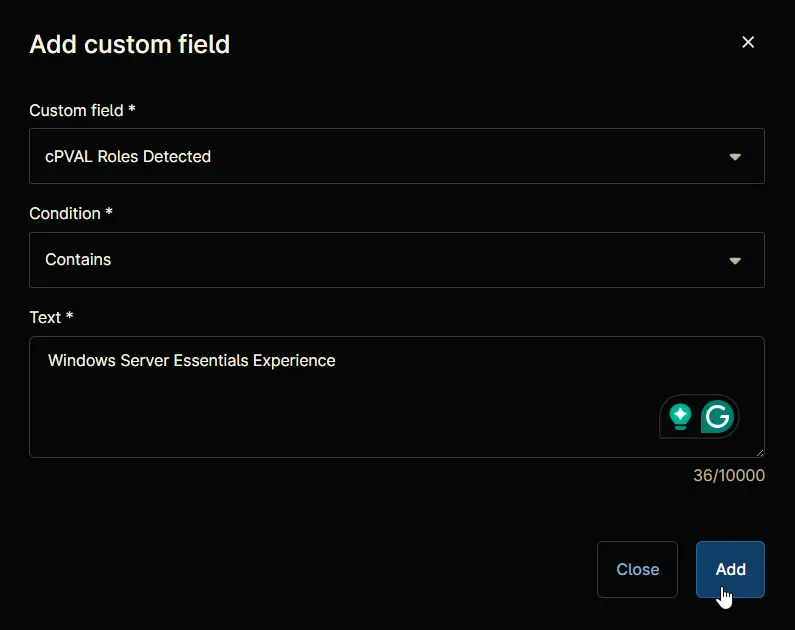 Add custom field
Custom field *
cPVAL Roles Detected
Condition *
Contains
Text *
Windows Server Essentials Experience
36/10000
Close
Add